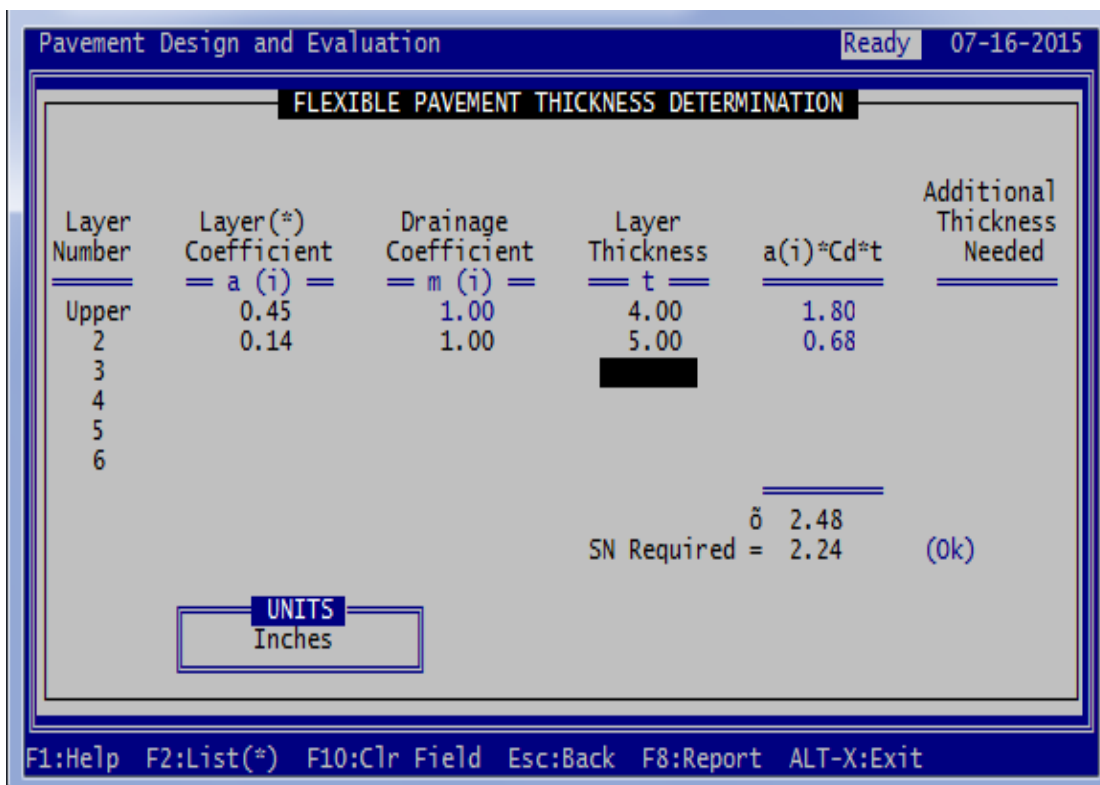 Pavement Design and Evaluation Ready 07-16-2015
FLEXIBLE PAVEMENT THICKNESS DETERMINATION
Additional
Layer Layer(*) Drainage Layer Thickness
Number Coefficient Coefficient Thickness a(i)*Cd*t Needed
a (i) m (i) t
Upper 0.45 1.00 4.00 1.80
2 0.14 1.00 5.00 0.68
3
4
5
6
õ 2.48
SN Required = 2.24 (Ok)
UNITS
Inches
F1:Help F2:List(*) F10:Clr Field Esc:Back F8:Report ALT-X:Exit